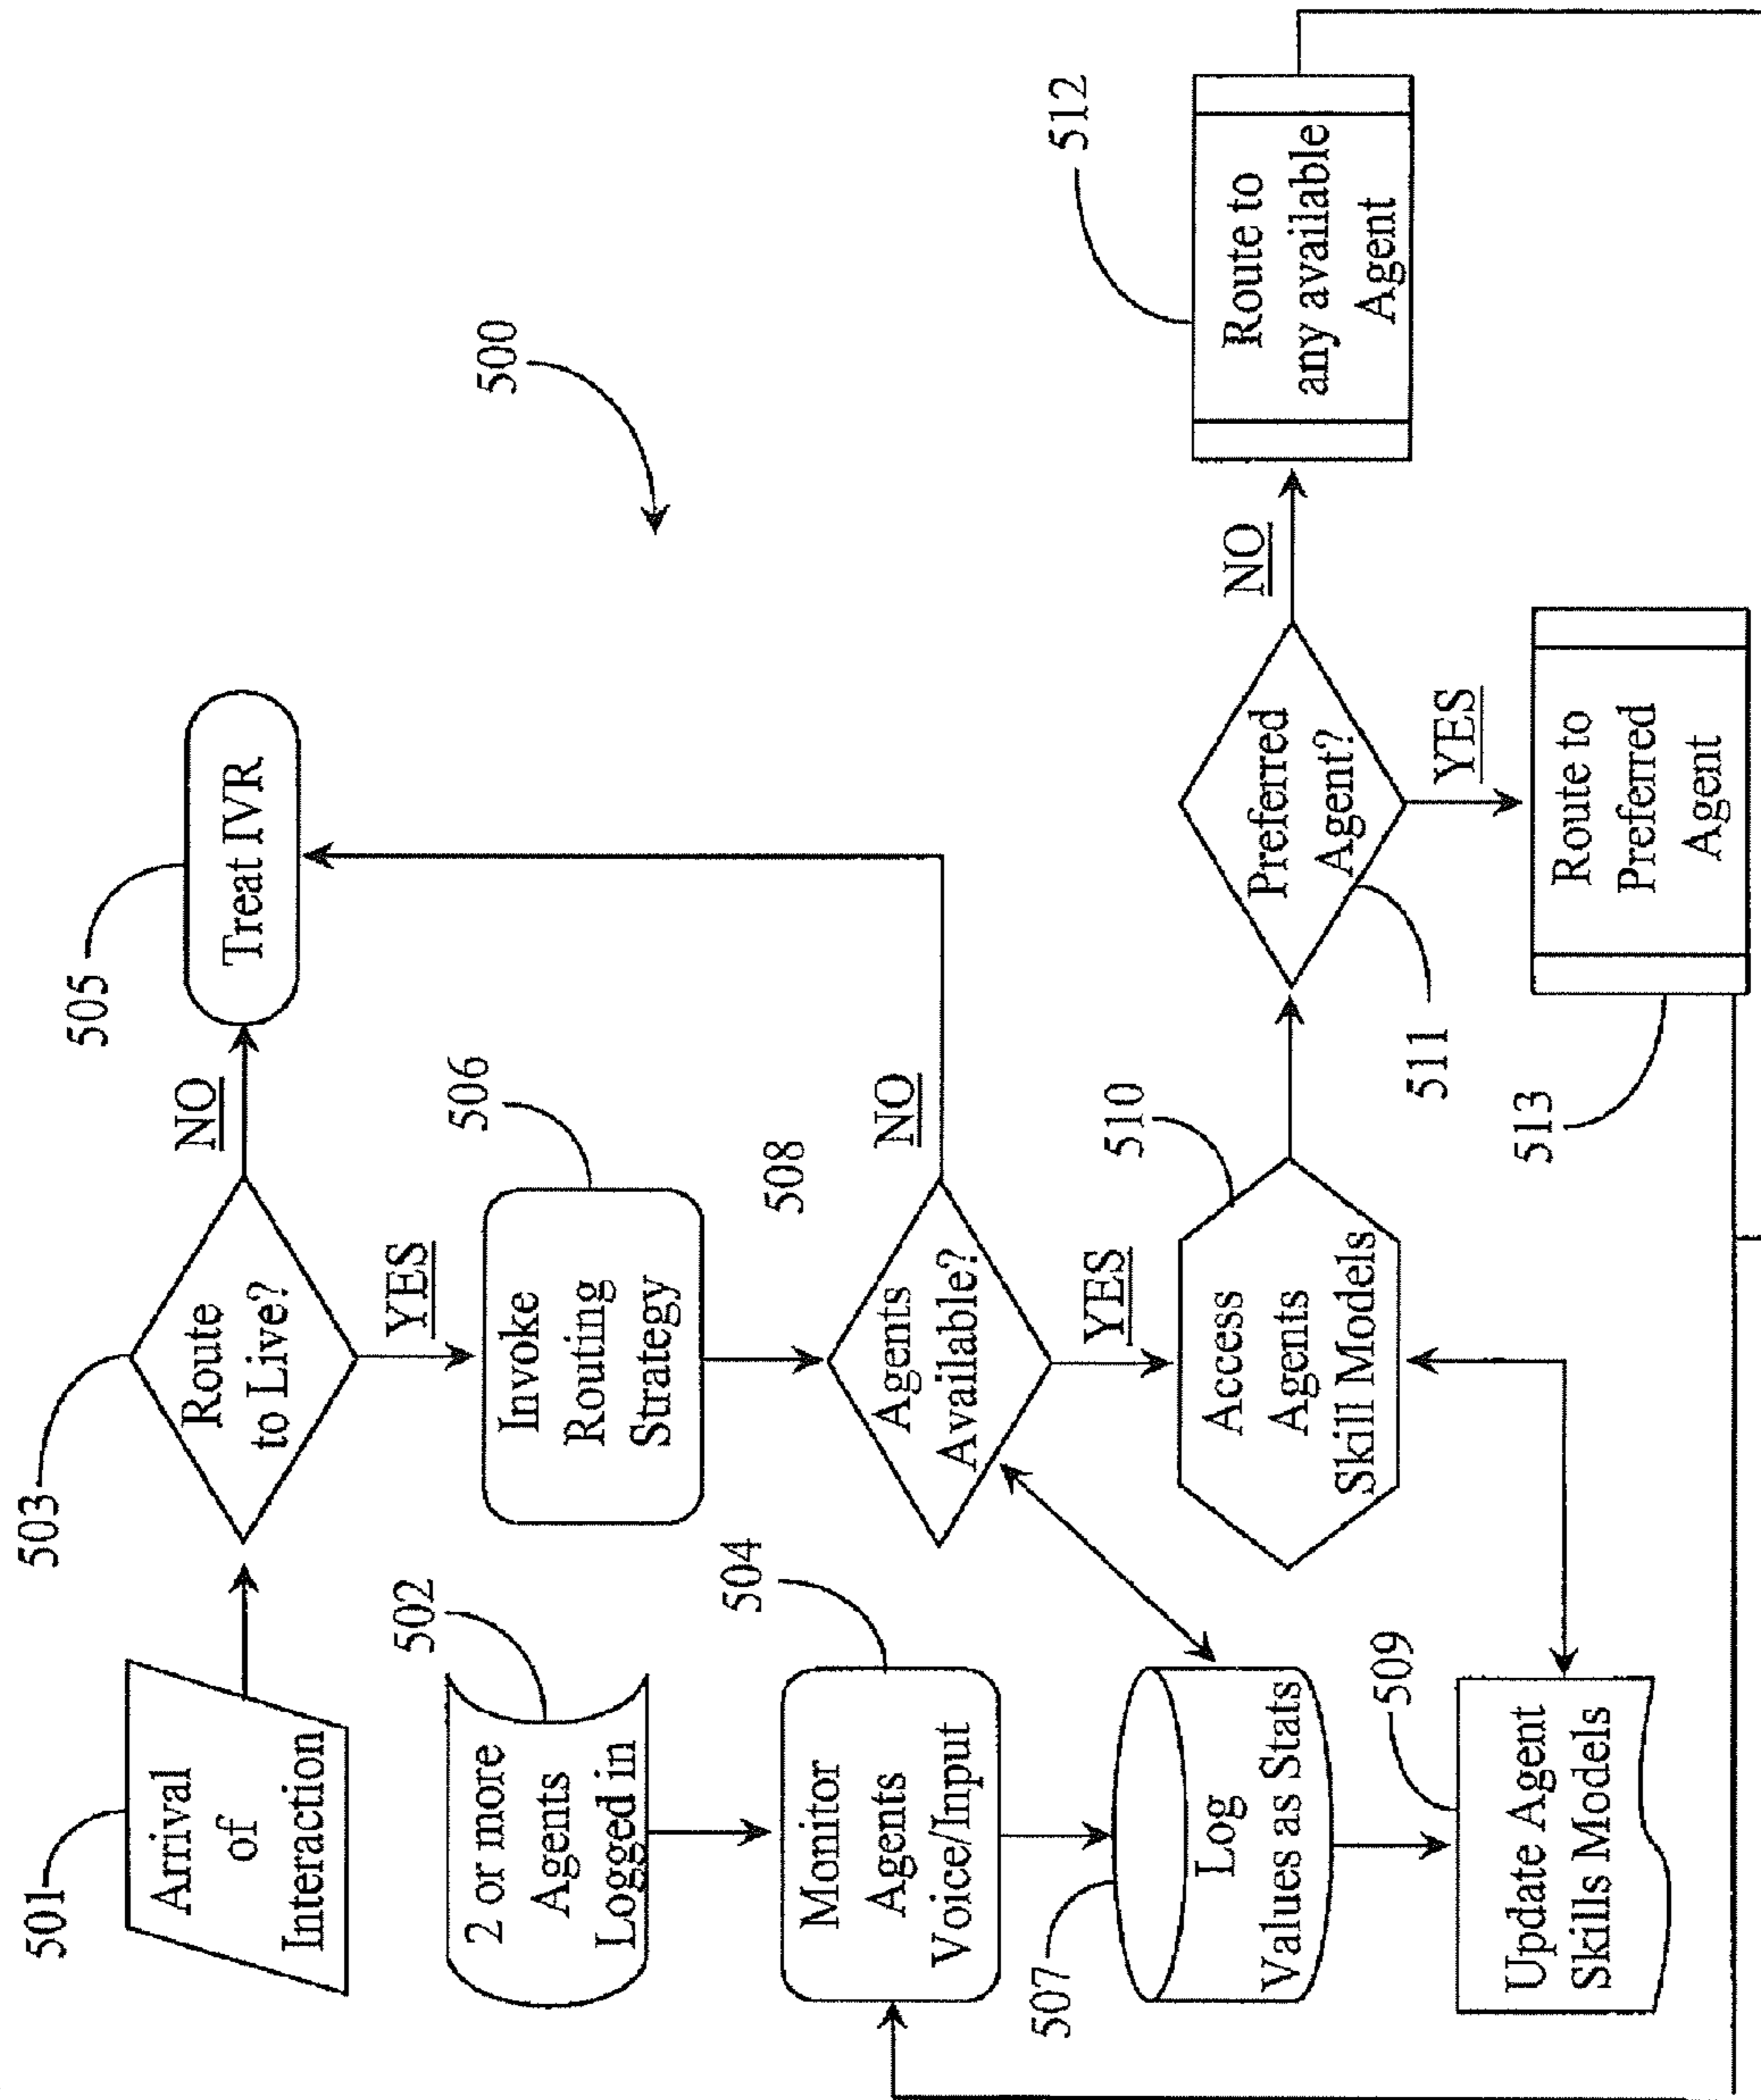 501
Arrival
of
Interaction
503
Route
to Live?
NO
505
Treat IVR
YES
502
2 or more
Agents
Logged in
506
Invoke
Routing
Strategy
500
504
Monitor
Agents
Voice/Input
508
Agents
Available?
NO
YES
507
Log
Values as Stats
510
Access
Agents
Skill Models
511
Preferred
Agent?
NO
512
Route to
any available
Agent
YES
509
Update Agent
Skills Models
513
Route to
Preferred
Agent